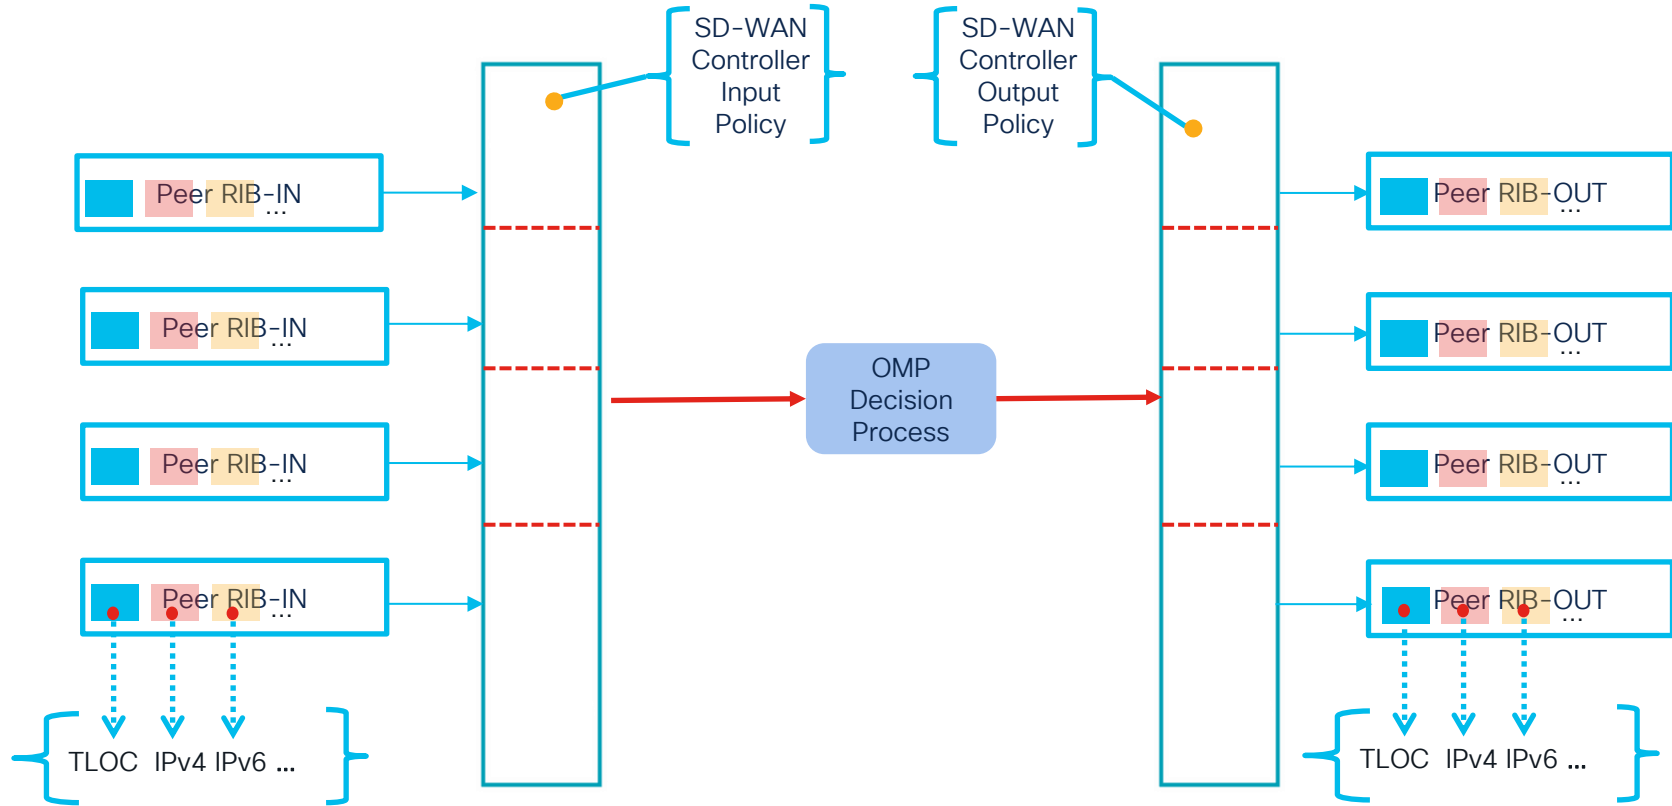 SD-WAN
Controller
Input
Policy
SD-WAN
Controller
Output
Policy
Peer RIB-IN
...
Peer RIB-OUT
...
Peer RIB-IN
...
Peer RIB-OUT
...
OMP
Decision
Process
Peer RIB-IN
...
Peer RIB-OUT
...
Peer RIB-IN
...
Peer RIB-OUT
...
TLOC IPv4 IPv6 ...
TLOC IPv4 IPv6 ...